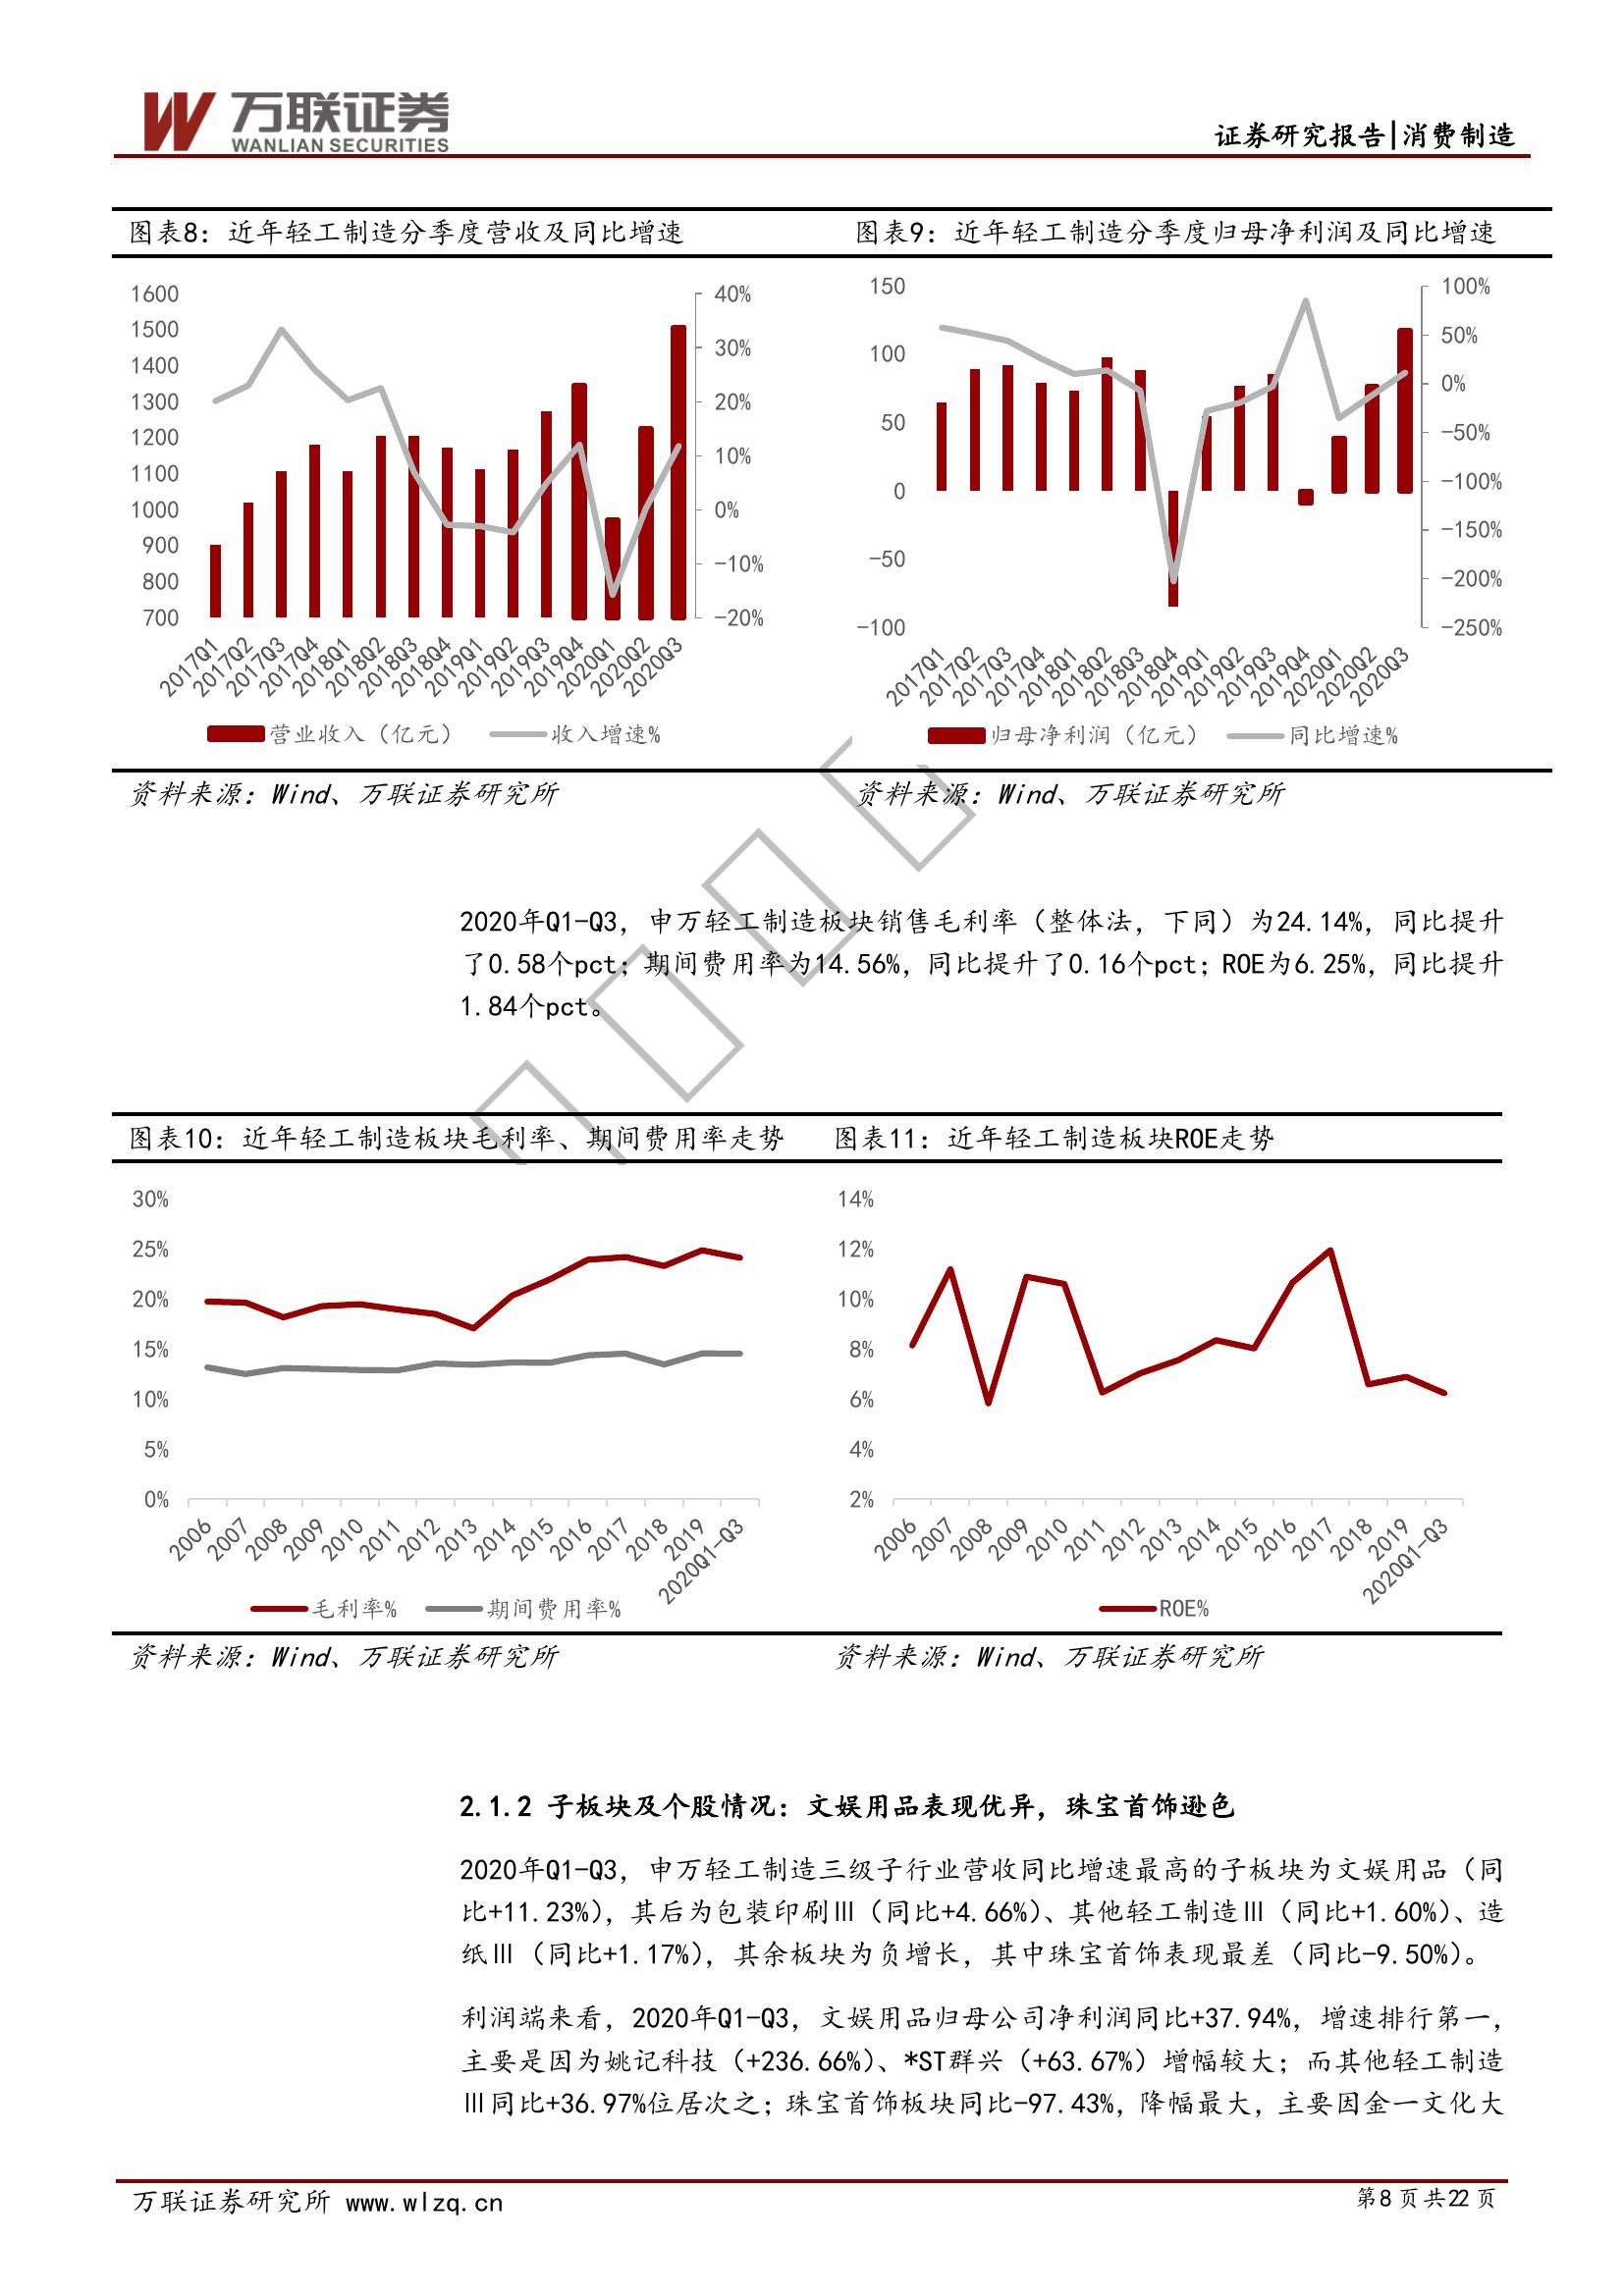 万联证券
WANLIAN SECURITIES
证券研究报告|消费制造
图表8：近年轻工制造分季度营收及同比增速
1600
1500
1400
1300
1200
1100
1000
900
800
700
40%
30%
20%
10%
0%
-10%
-20%
2017Q1
2017Q2
2017Q3
2017Q4
2018Q1
2018Q2
2018Q3
2018Q4
2019Q1
2019Q2
2019Q3
2019Q4
2020Q1
2020Q2
2020Q3
营业收入（亿元） 收入增速%
资料来源：Wind、万联证券研究所
图表9：近年轻工制造分季度归母净利润及同比增速
150
100
50
0
-50
-100
100%
50%
0%
-50%
-100%
-150%
-200%
-250%
2017Q1
2017Q2
2017Q3
2017Q4
2018Q1
2018Q2
2018Q3
2018Q4
2019Q1
2019Q2
2019Q3
2019Q4
2020Q1
2020Q2
2020Q3
归母净利润（亿元） 同比增速%
资料来源：Wind、万联证券研究所
2020年Q1-Q3，申万轻工制造板块销售毛利率（整体法，下同）为24.14%，同比提升
了0.58个pct；期间费用率为14.56%，同比提升了0.16个pct；ROE为6.25%，同比提升
1.84个pct。
图表10：近年轻工制造板块毛利率、期间费用率走势
30%
25%
20%
15%
10%
5%
0%
2006
2007
2008
2009
2010
2011
2012
2013
2014
2015
2016
2017
2018
2019
2020Q1-Q3
毛利率% 期间费用率%
资料来源：Wind、万联证券研究所
图表11：近年轻工制造板块ROE走势
14%
12%
10%
8%
6%
4%
2%
2006
2007
2008
2009
2010
2011
2012
2013
2014
2015
2016
2017
2018
2019
2020Q1-Q3
ROE%
资料来源：Wind、万联证券研究所
2.1.2 子板块及个股情况：文娱用品表现优异，珠宝首饰逊色
2020年Q1-Q3，申万轻工制造三级子行业营收同比增速最高的子板块为文娱用品（同
比+11.23%），其后为包装印刷Ⅲ（同比+4.66%）、其他轻工制造Ⅲ（同比+1.60%）、造
纸Ⅲ（同比+1.17%），其余板块为负增长，其中珠宝首饰表现最差（同比-9.50%）。
利润端来看，2020年Q1-Q3，文娱用品归母公司净利润同比+37.94%，增速排行第一，
主要是因为姚记科技（+236.66%）、*ST群兴（+63.67%）增幅较大；而其他轻工制造
Ⅲ同比+36.97%位居次之；珠宝首饰板块同比-97.43%，降幅最大，主要因金一文化大
万联证券研究所 www.wlzq.cn
第8页共22页